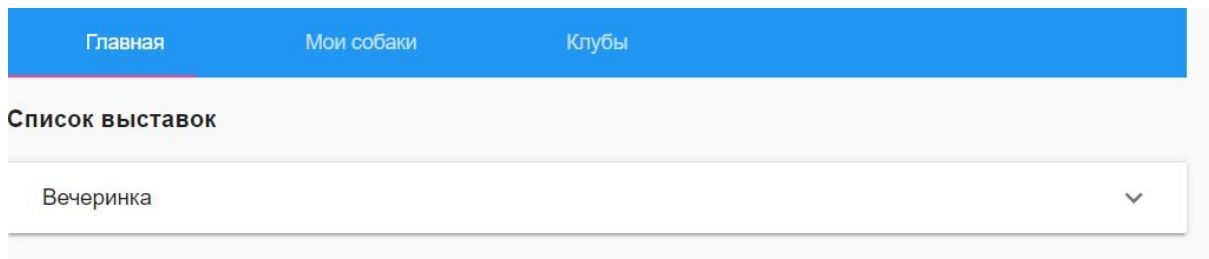 Главная Мои собаки Клубы
Список выставок
Вечеринка